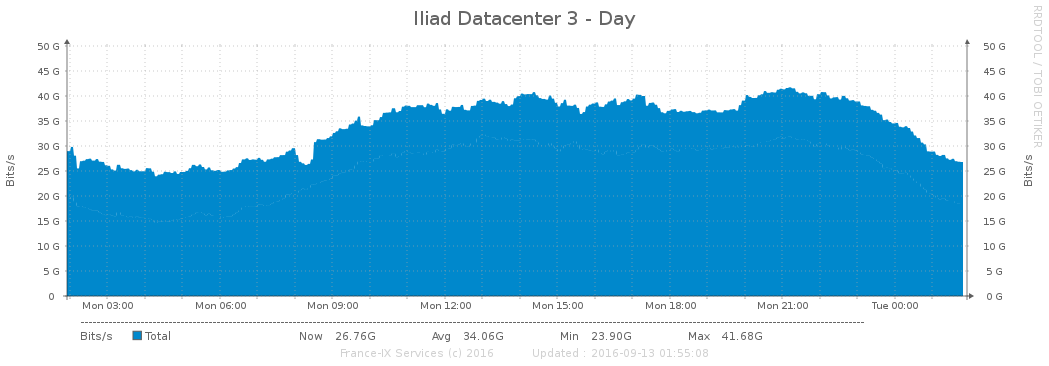 Iliad Datacenter 3 - Day
RRDTOOL / TOBI OETIKER
50 G 50 G
45 G 45 G
40 G 40 G
35 G 35 G
30 G 30 G
25 G 25 G
20 G 20 G
15 G 15 G
10 G 10 G
5 G 5 G
0 0 G
Bits/s Bits/s
Mon 03:00 Mon 06:00 Mon 09:00 Mon 12:00 Mon 15:00 Mon 18:00 Mon 21:00 Tue 00:00
Bits/s Total Now 26.76G Avg 34.06G Min 23.90G Max 41.68G
France-IX Services (c) 2016 Updated : 2016-09-13 01:55:08